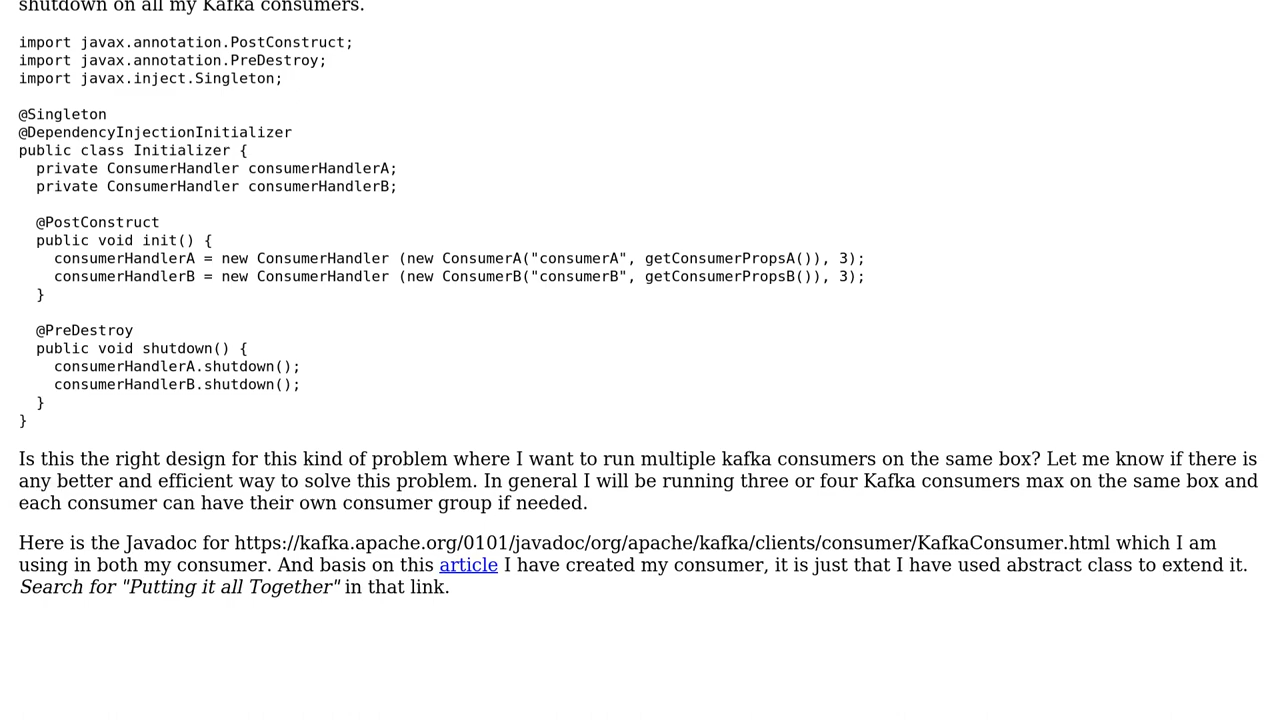 shutdown on all my Kafka consumers.
import javax.annotation.PostConstruct;
import javax.annotation.PreDestroy;
import javax.inject.Singleton;
@Singleton
@DependencyInjectionInitializer
public class Initializer {
  private ConsumerHandler consumerHandlerA;
  private ConsumerHandler consumerHandlerB;
  @PostConstruct
  public void init() {
    consumerHandlerA = new ConsumerHandler (new ConsumerA("consumerA", getConsumerPropsA()), 3);
    consumerHandlerB = new ConsumerHandler (new ConsumerB("consumerB", getConsumerPropsB()), 3);
  }
  @PreDestroy
  public void shutdown() {
    consumerHandlerA.shutdown();
    consumerHandlerB.shutdown();
  }
}
Is this the right design for this kind of problem where I want to run multiple kafka consumers on the same box? Let me know if there is
any better and efficient way to solve this problem. In general I will be running three or four Kafka consumers max on the same box and
each consumer can have their own consumer group if needed.
Here is the Javadoc for https://kafka.apache.org/0101/javadoc/org/apache/kafka/clients/consumer/KafkaConsumer.html which I am
using in both my consumer. And basis on this article I have created my consumer, it is just that I have used abstract class to extend it.
Search for "Putting it all Together" in that link.